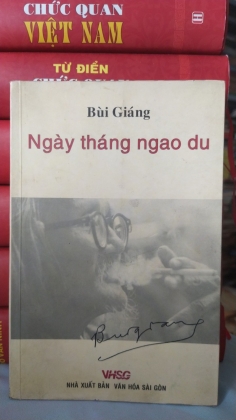 CHỨC QUAN
VIỆT NAM
TỪ ĐIỂN
CHỨC QUAN
Bùi Giáng
Ngày tháng ngao du
VHSG
NHÀ XUẤT BẢN VĂN HÓA SÀI GÒN